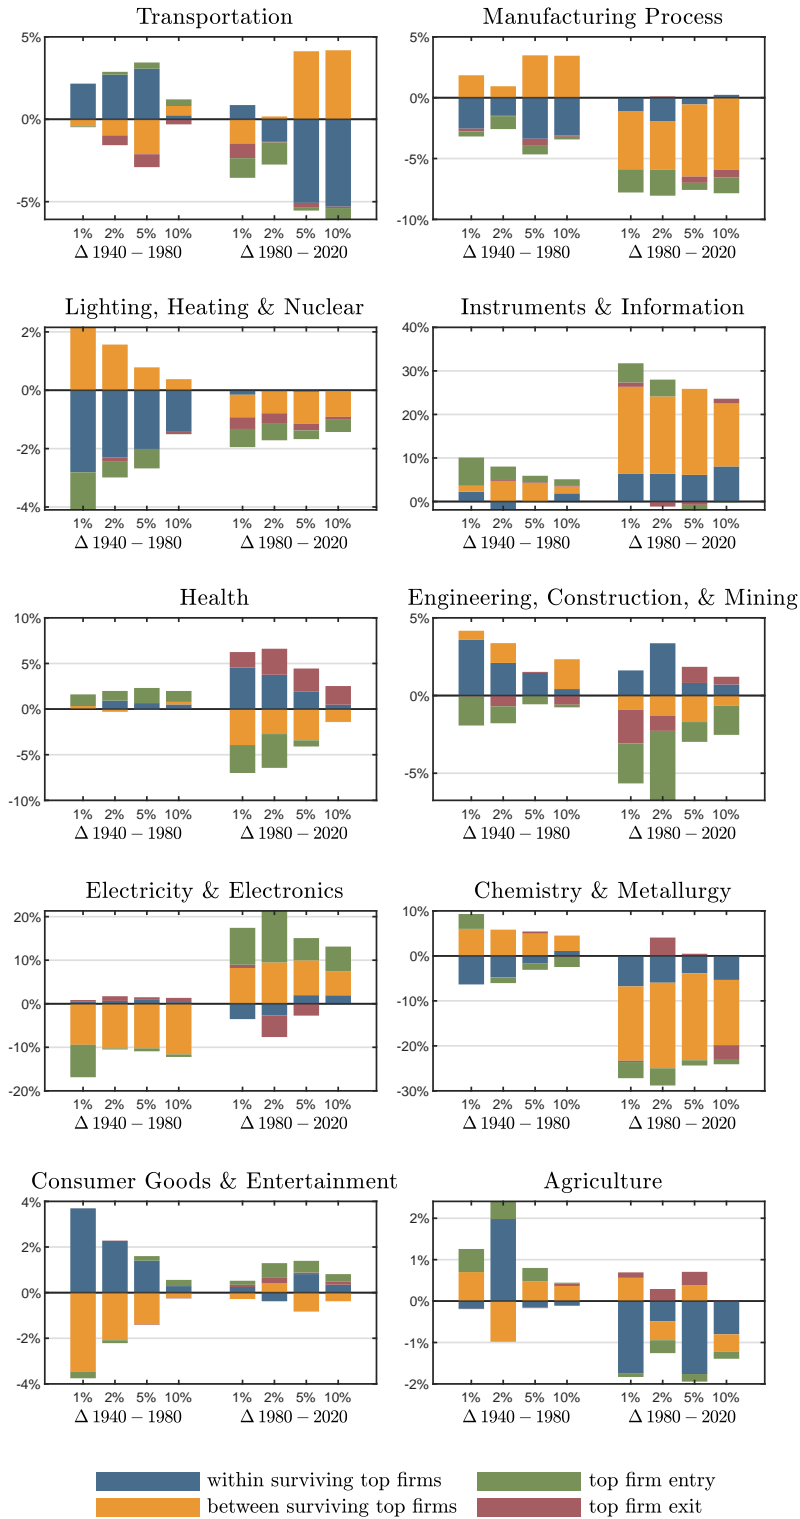 Transportation
5%
0%
-5%
1% 2% 5% 10% 1% 2% 5% 10%
Δ 1940 − 1980 Δ 1980 − 2020
Manufacturing Process
5%
0%
-5%
-10%
1% 2% 5% 10% 1% 2% 5% 10%
Δ 1940 − 1980 Δ 1980 − 2020
Lighting, Heating & Nuclear
2%
0%
-2%
-4%
1% 2% 5% 10% 1% 2% 5% 10%
Δ 1940 − 1980 Δ 1980 − 2020
Instruments & Information
40%
30%
20%
10%
0%
1% 2% 5% 10% 1% 2% 5% 10%
Δ 1940 − 1980 Δ 1980 − 2020
Health
10%
5%
0%
-5%
-10%
1% 2% 5% 10% 1% 2% 5% 10%
Δ 1940 − 1980 Δ 1980 − 2020
Engineering, Construction, & Mining
5%
0%
-5%
1% 2% 5% 10% 1% 2% 5% 10%
Δ 1940 − 1980 Δ 1980 − 2020
Electricity & Electronics
20%
10%
0%
-10%
-20%
1% 2% 5% 10% 1% 2% 5% 10%
Δ 1940 − 1980 Δ 1980 − 2020
Chemistry & Metallurgy
10%
0%
-10%
-20%
-30%
1% 2% 5% 10% 1% 2% 5% 10%
Δ 1940 − 1980 Δ 1980 − 2020
Consumer Goods & Entertainment
4%
2%
0%
-2%
-4%
1% 2% 5% 10% 1% 2% 5% 10%
Δ 1940 − 1980 Δ 1980 − 2020
Agriculture
2%
1%
0%
-1%
-2%
1% 2% 5% 10% 1% 2% 5% 10%
Δ 1940 − 1980 Δ 1980 − 2020
within surviving top firms
top firm entry
between surviving top firms
top firm exit